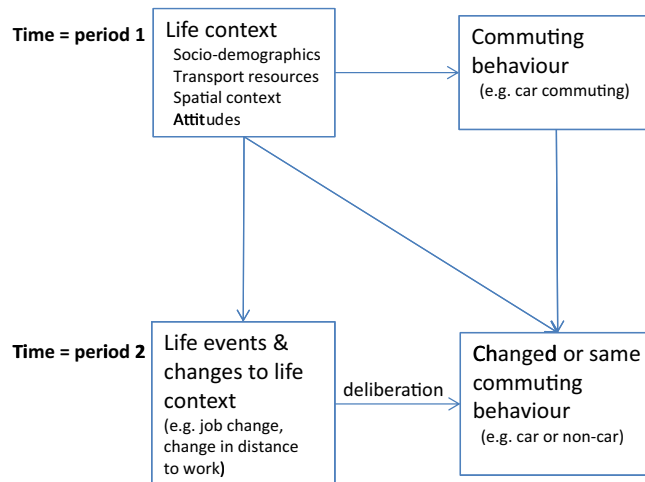 Time = period 1
Life context
Socio-demographics
Transport resources
Spatial context
Attitudes
Commuting
behaviour
(e.g. car commuting)
Time = period 2
Life events &
changes to life
context
(e.g. job change,
change in distance
to work)
deliberation
Changed or same
commuting
behaviour
(e.g. car or non-car)